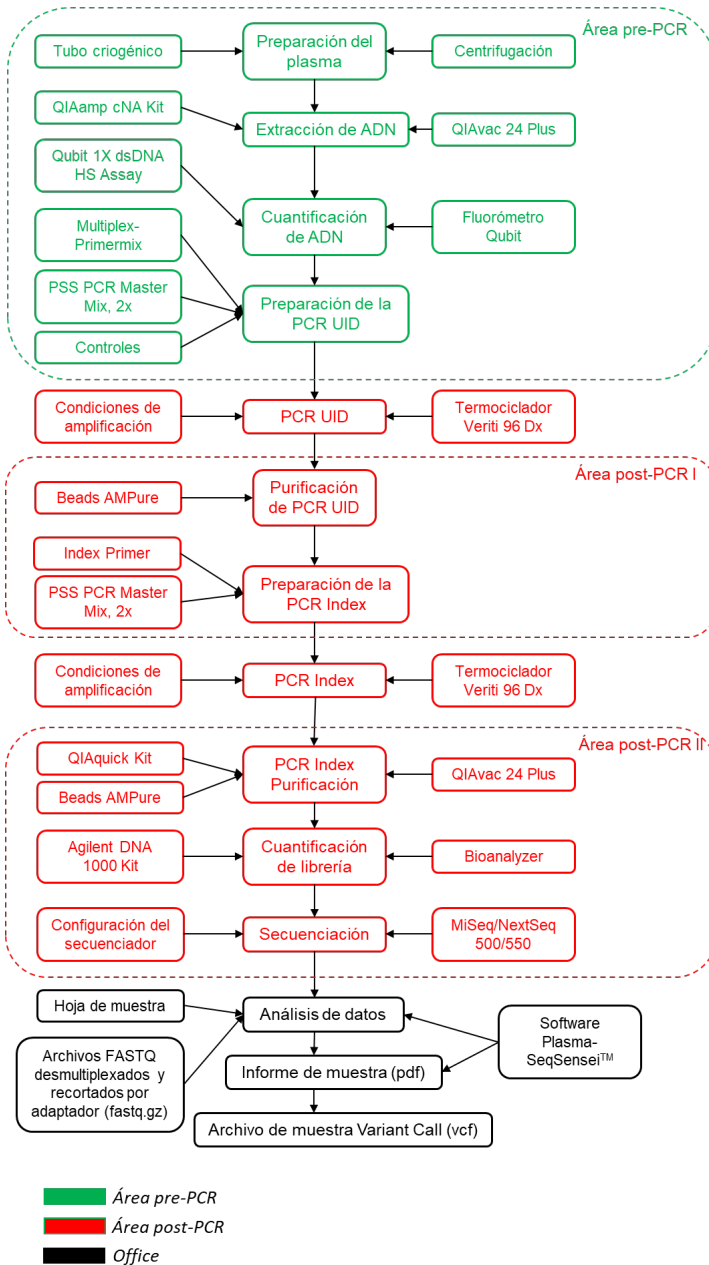 Área pre-PCR
Tubo criogénico
Preparación del
plasma
Centrifugación
QIAamp cNA Kit
Extracción de ADN
QIAvac 24 Plus
Qubit 1X dsDNA
HS Assay
Cuantificación
de ADN
Fluorómetro
Qubit
Multiplex-
Primermix
PSS PCR Master
Mix, 2x
Controles
Preparación de la
PCR UID
Condiciones de
amplificación
PCR UID
Termociclador
Veriti 96 Dx
Área post-PCR I
Beads AMPure
Purificación
de PCR UID
Index Primer
PSS PCR Master
Mix, 2x
Preparación de la
PCR Index
Condiciones de
amplificación
PCR Index
Termociclador
Veriti 96 Dx
Área post-PCR II
QIAquick Kit
Beads AMPure
PCR Index
Purificación
QIAvac 24 Plus
Agilent DNA
1000 Kit
Cuantificación
de librería
Bioanalyzer
Configuración del
secuenciador
Secuenciación
MiSeq/NextSeq
500/550
Hoja de muestra
Análisis de datos
Software
Plasma-
SeqSensei™
Archivos FASTQ
desmultiplexados y
recortados por
adaptador (fastq.gz)
Informe de muestra (pdf)
Archivo de muestra Variant Call (vcf)
Área pre-PCR
Área post-PCR
Office